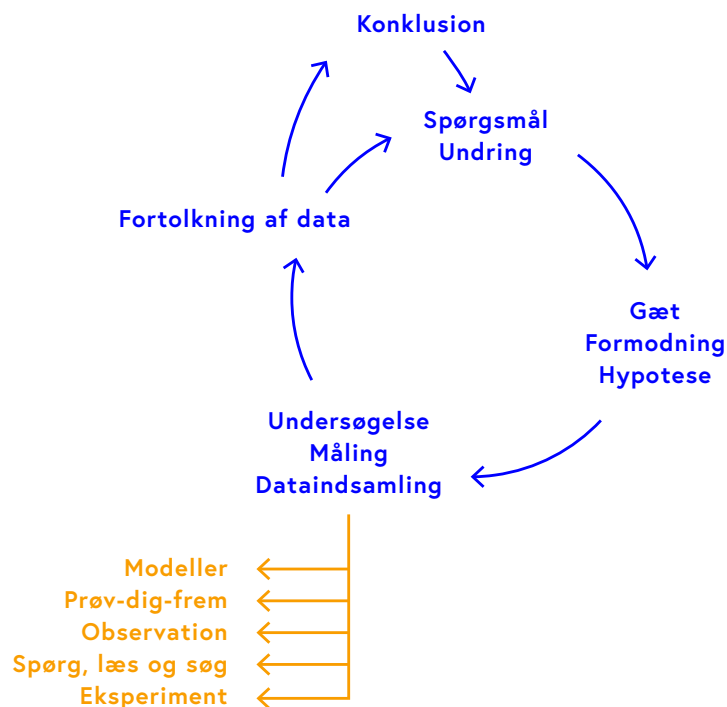 Konklusion
Spørgsmål
Undring
Fortolkning af data
Gæt
Formodning
Hypotese
Undersøgelse
Måling
Dataindsamling
Modeller
Prøv-dig-frem
Observation
Spørg, læs og søg
Eksperiment